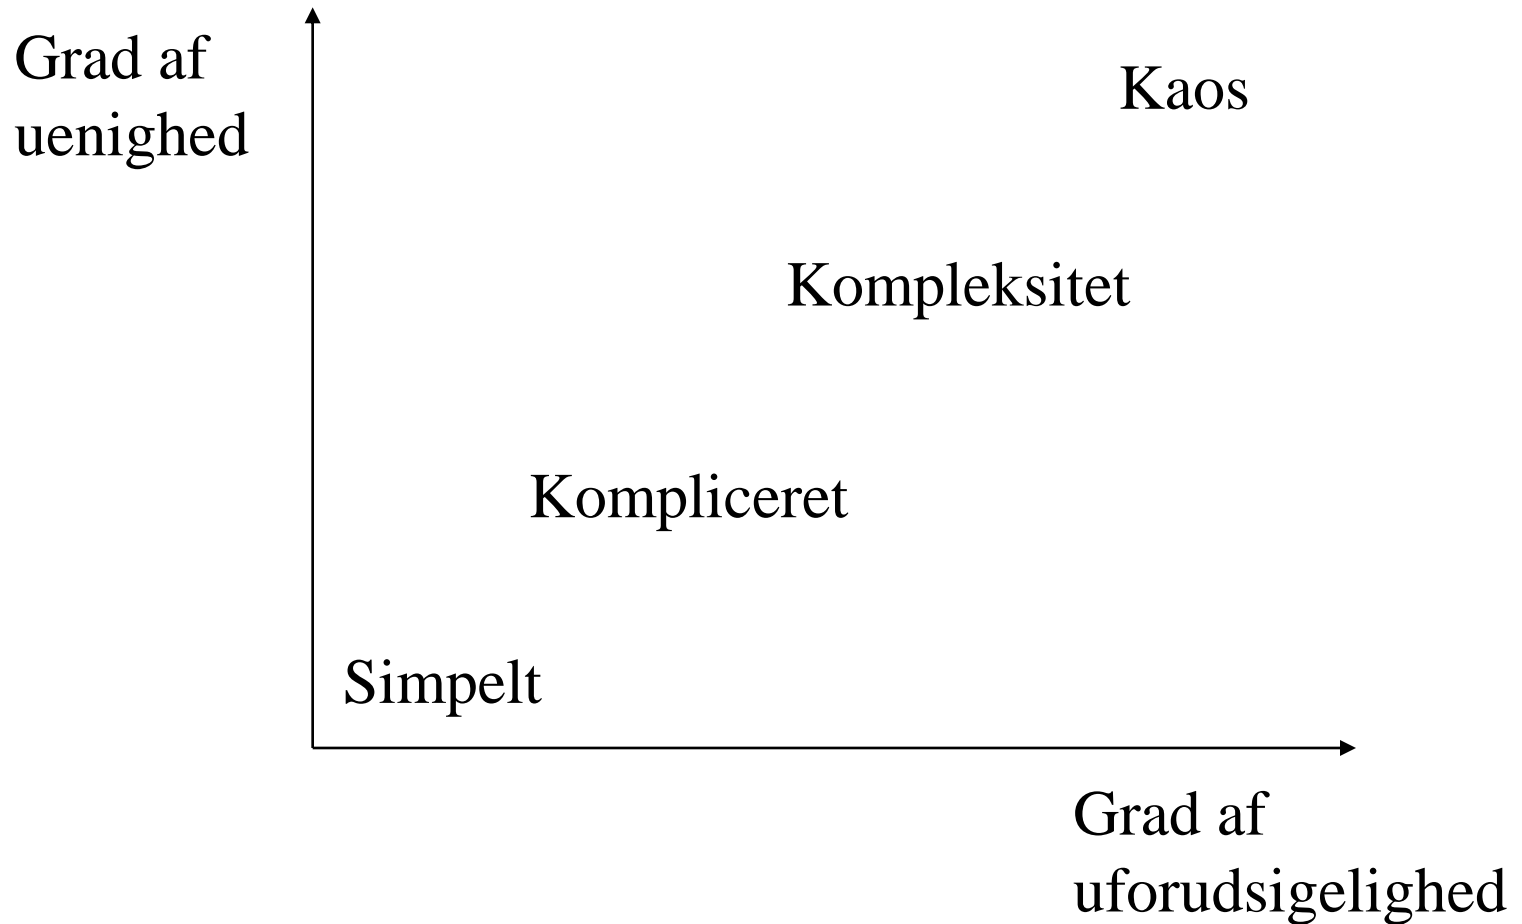 Grad af
uenighed
Kaos
Kompleksitet
Kompliceret
Simpelt
Grad af
uforudsigelighed